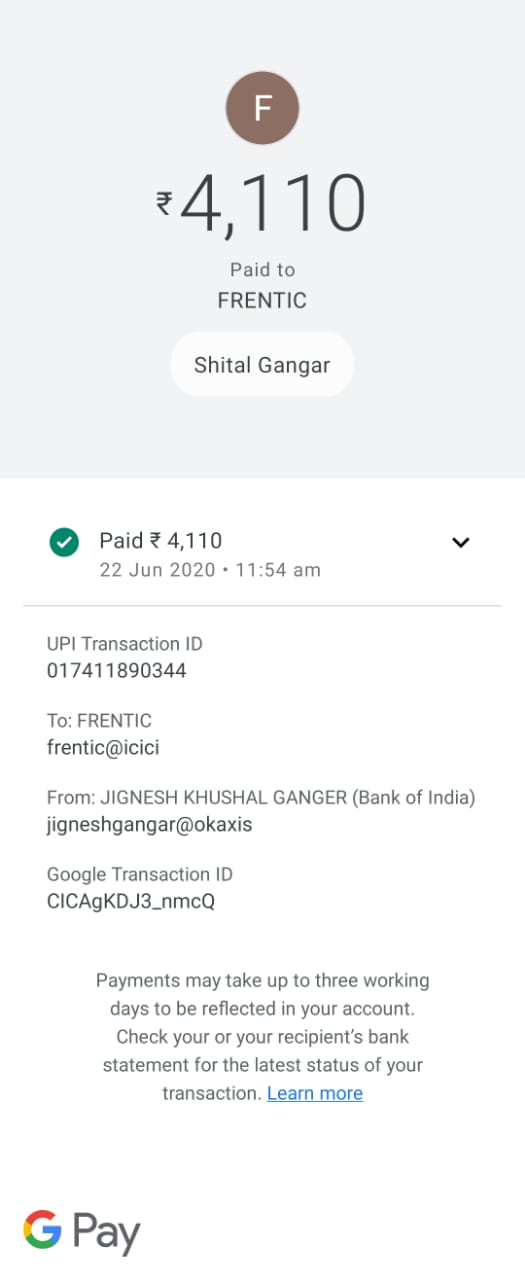 F
₹4,110
Paid to
FRENTIC
Shital Gangar
Paid ₹ 4,110
22 Jun 2020 • 11:54 am
UPI Transaction ID
017411890344
To: FRENTIC
frentic@icici
From: JIGNESH KHUSHAL GANGER (Bank of India)
jigneshgangar@okaxis
Google Transaction ID
CICAgKDJ3_nmcQ
Payments may take up to three working
days to be reflected in your account.
Check your or your recipient's bank
statement for the latest status of your
transaction. Learn more
G Pay